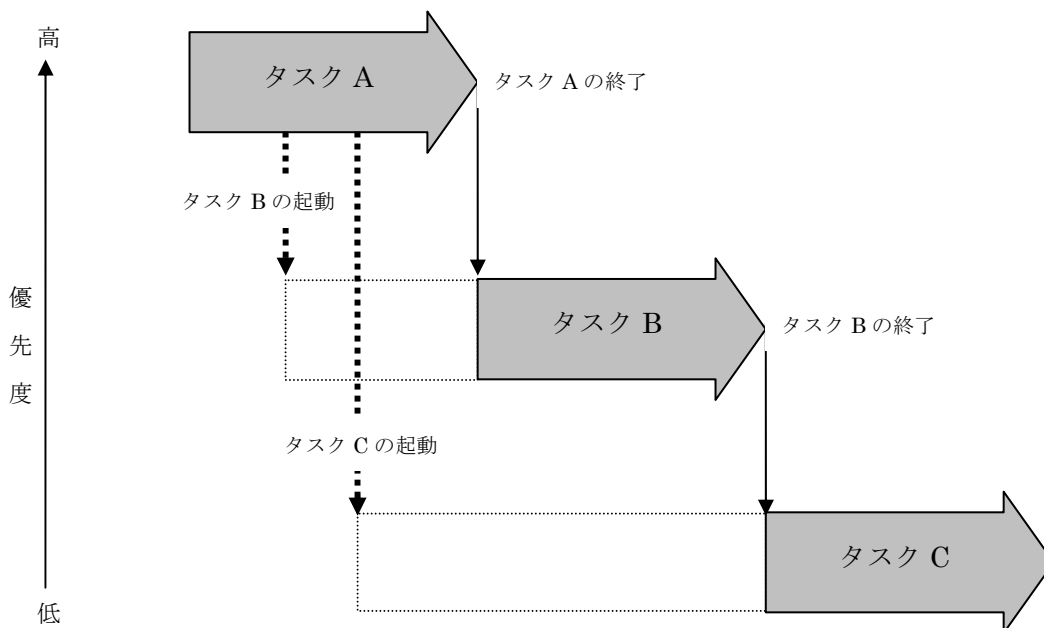 高
タスク A
タスク A の終了
タスク B の起動
優先度
タスク B
タスク B の終了
タスク C の起動
タスク C
低